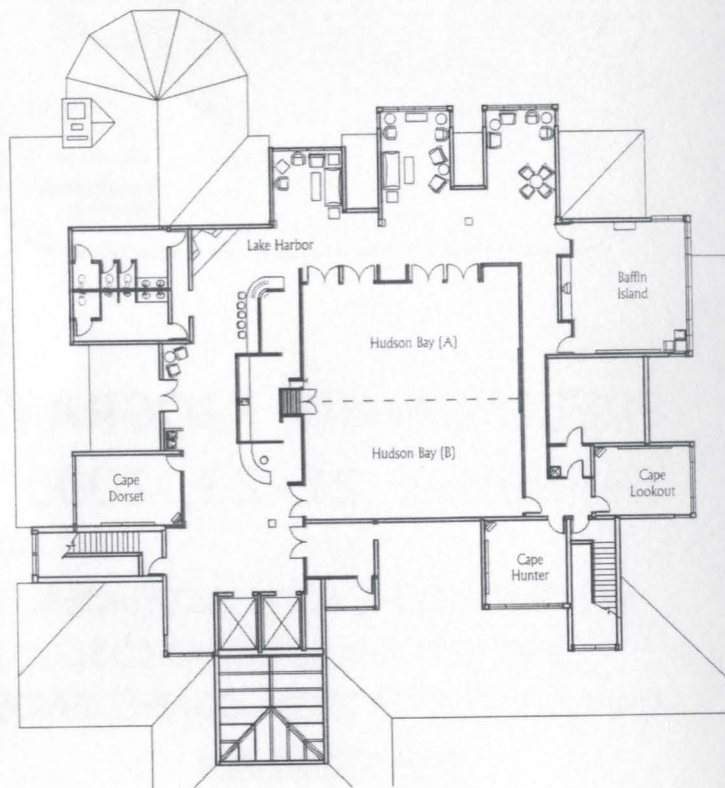 Lake Harbor
Baffin
Island
Hudson Bay (A)
Hudson Bay (B)
Cape
Dorset
Cape
Lookout
Cape
Hunter